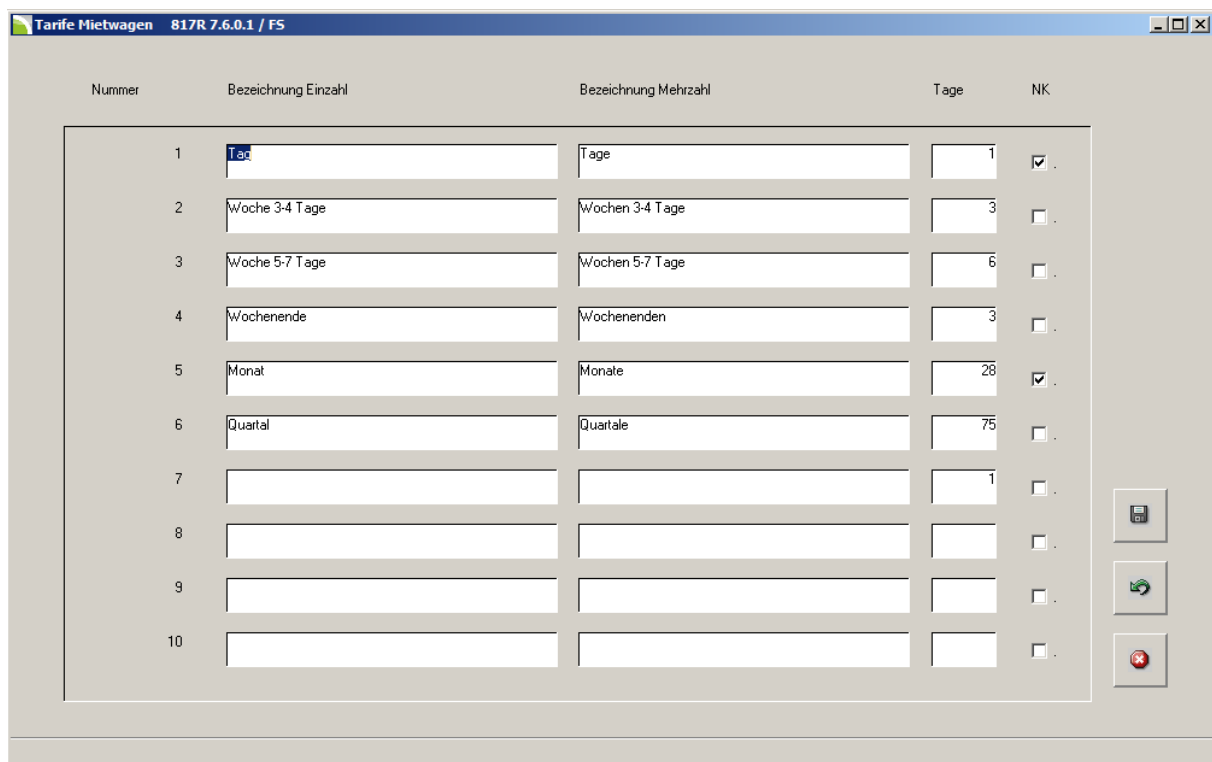 Tarife Mietwagen 817R 7.6.0.1 / FS
Nummer Bezeichnung Einzahl Bezeichnung Mehrzahl Tage NK
1 Tag Tage 1 .
2 Woche 3-4 Tage Wochen 3-4 Tage 3 .
3 Woche 5-7 Tage Wochen 5-7 Tage 6 .
4 Wochenende Wochenenden 3 .
5 Monat Monate 28 .
6 Quartal Quartale 75 .
7 1 .
8 .
9 .
10 .